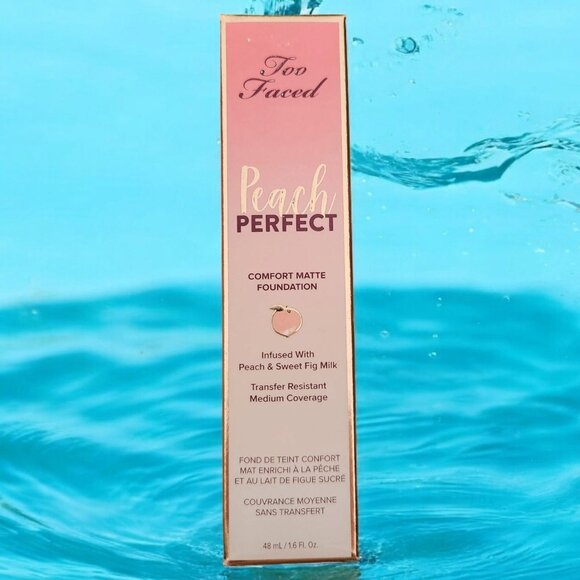 Too
Faced
Peach
PERFECT
COMFORT MATTE
FOUNDATION
Infused With
Peach & Sweet Fig Milk
Transfer Resistant
Medium Coverage
FOND DE TEINT CONFORT
MAT ENRICHI À LA PÊCHE
ET AU LAIT DE FIGUE SUCRÉ
COUVRANCE MOYENNE
SANS TRANSFERT
48 mL / 1.6 Fl. Oz.